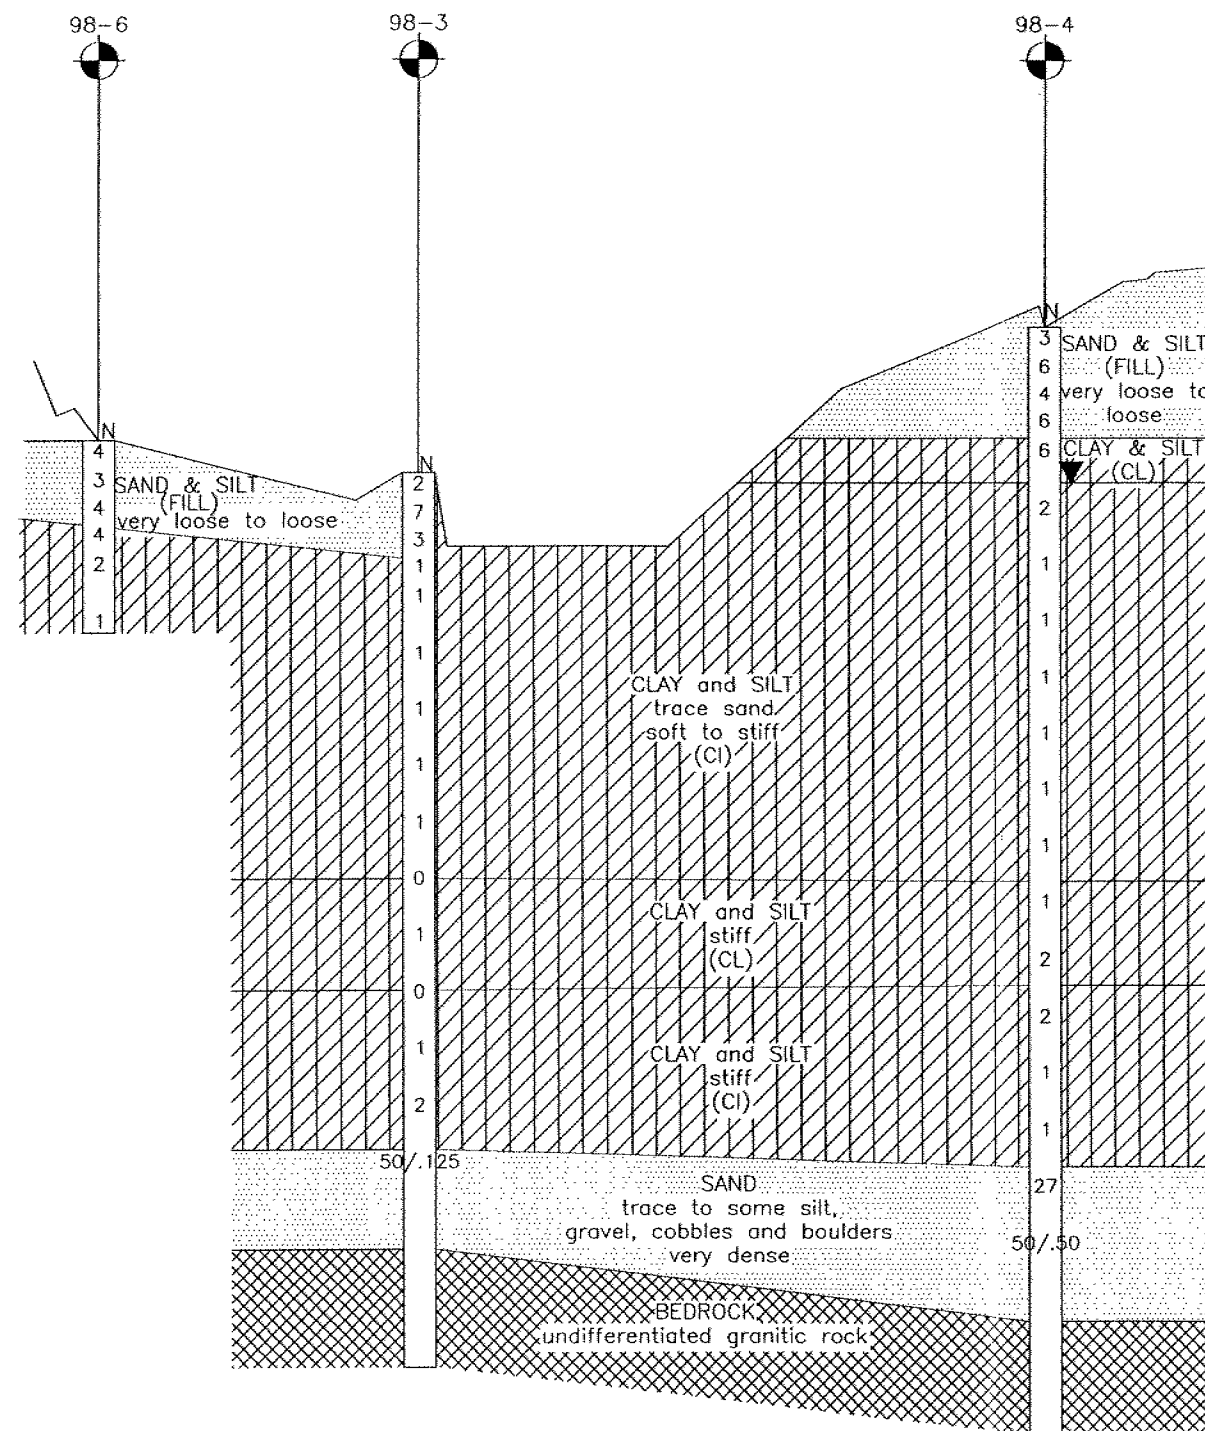 98-6
98-3
98-4
N
3
6
4
6
6
2
1
1
1
1
1
1
1
2
2
1
1
27
50/.50
SAND & SILT
(FILL)
very loose to
loose
CLAY & SILT
(CL)
N
4
3
4
4
2
1
SAND & SILT
(FILL)
very loose to loose
N
2
7
3
1
1
1
1
1
1
0
1
0
1
2
50/.125
CLAY and SILT
trace sand
soft to stiff
(CI)
CLAY and SILT
stiff
(CL)
CLAY and SILT
stiff
(CI)
SAND
trace to some silt,
gravel, cobbles and boulders
very dense
BEDROCK
undifferentiated granitic rock